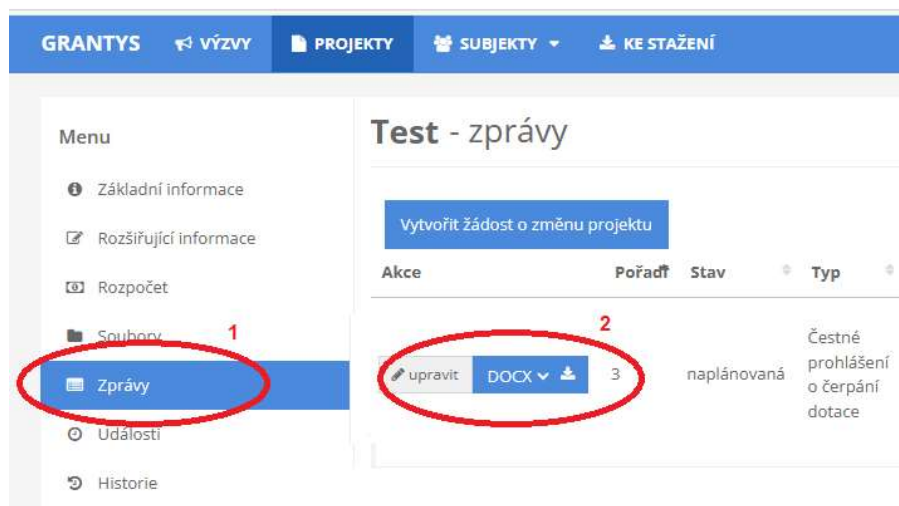 GRANTYS VÝZVY PROJEKTY SUBJEKTY KE STAŽENÍ
Menu
Základní informace
Rozšiřující informace
Rozpočet
Soubory
1
Zprávy
Události
Historie
Test - zprávy
Vytvořit žádost o změnu projektu
Akce Pořadí Stav Typ
2
upravit DOCX 3 naplánovaná Čestné
prohlášení
o čerpání
dotace